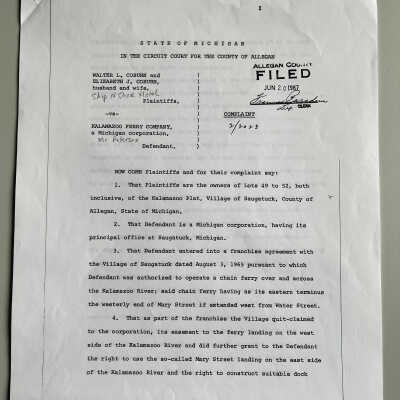 STATE OF MICHIGAN
IN THE CIRCUIT COURT FOR THE COUNTY OF ALLEGAN
WALTER L. COBURN and
ELIZABETH J. COBURN,
husband and wife,
Ship N Shore Motel
Plaintiffs,
-vs-
KALAMAZOO FERRY COMPANY,
a Michigan corporation,
Mr Peterson
Defendant,
ALLEGAN COUNTY
FILED
JUN 20 1967
CLERK
COMPLAINT
NOW COME Plaintiffs and for their complaint say:
1. That Plaintiffs are the owners of lots 49 to 52, both
inclusive, of the Kalamazoo Plat, Village of Saugatuck, County of
Allegan, State of Michigan.
2. That Defendant is a Michigan corporation, having its
principal office at Saugatuck, Michigan.
3. That Defendant entered into a franchise agreement with
the Village of Saugatuck dated August 3, 1965 pursuant to which
Defendant was authorized to operate a chain ferry over and across
the Kalamazoo River; said chain ferry having as its eastern terminus
the westerly end of Mary Street if extended west from Water Street.
4. That as part of the franchise the Village quit-claimed
to the corporation, its easement to the ferry landing on the west
side of the Kalamazoo River and did further grant to the Defendant
the right to use the so-called Mary Street landing on the east side
of the Kalamazoo River and the right to construct suitable dock